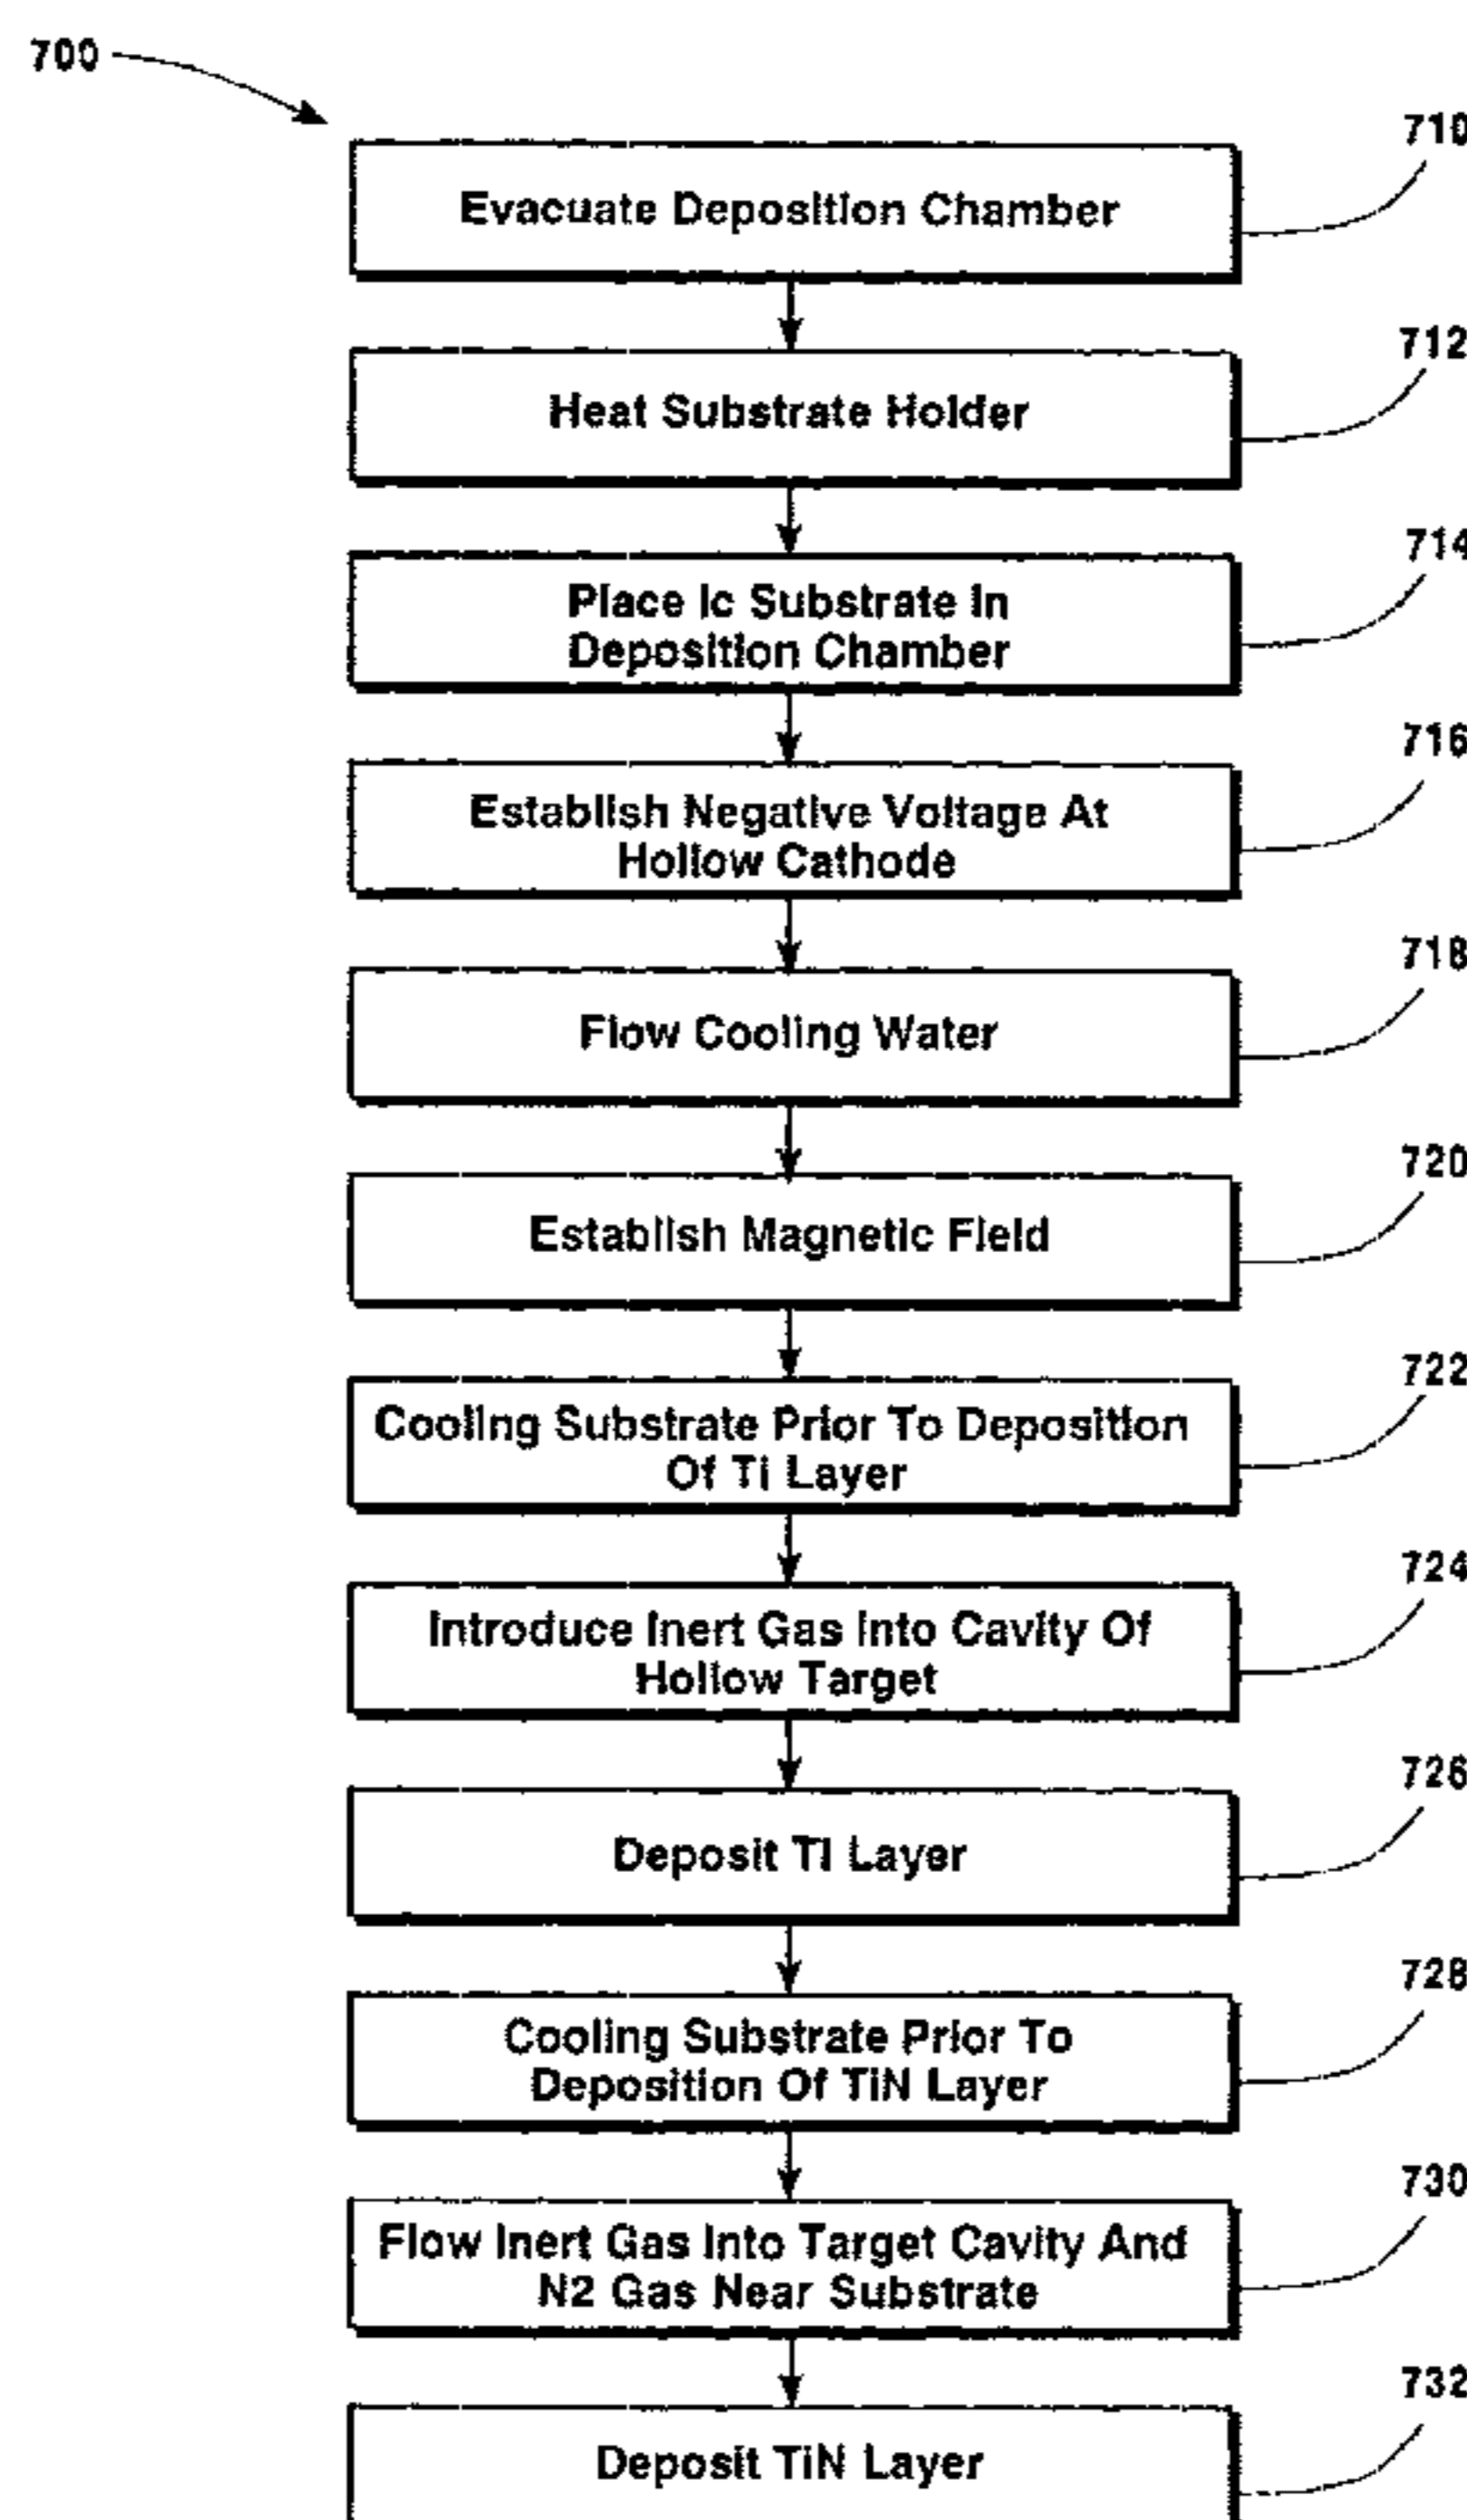 700
710
Evacuate Deposition Chamber
712
Heat Substrate Holder
714
Place Ic Substrate In
Deposition Chamber
716
Establish Negative Voltage At
Hollow Cathode
718
Flow Cooling Water
720
Establish Magnetic Field
722
Cooling Substrate Prior To Deposition
Of Ti Layer
724
Introduce Inert Gas Into Cavity Of
Hollow Target
726
Deposit Ti Layer
728
Cooling Substrate Prior To
Deposition Of TiN Layer
730
Flow Inert Gas Into Target Cavity And
N2 Gas Near Substrate
732
Deposit TiN Layer